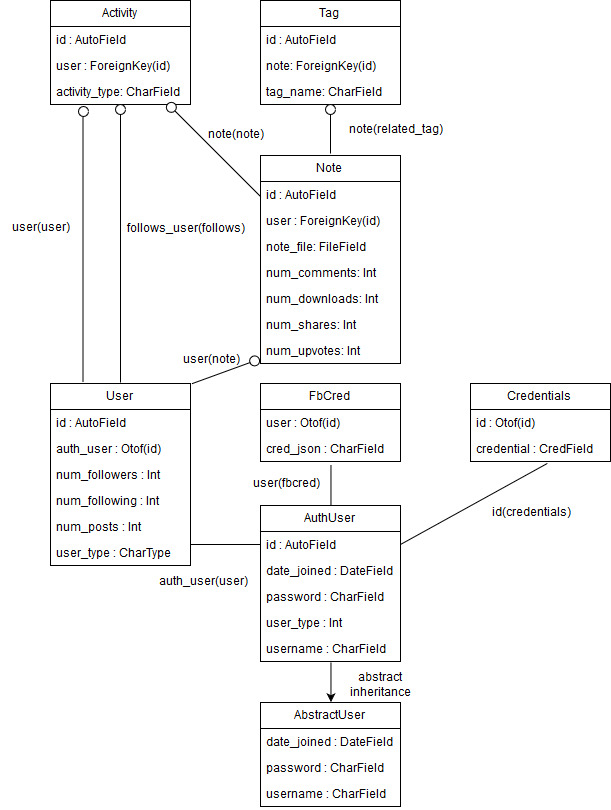 Activity
id : AutoField
user : ForeignKey(id)
activity_type: CharField
Tag
id : AutoField
note: ForeignKey(id)
tag_name: CharField
note(note)
note(related_tag)
Note
id : AutoField
user : ForeignKey(id)
note_file: FileField
num_comments: Int
num_downloads: Int
num_shares: Int
num_upvotes: Int
user(user)
follows_user(follows)
user(note)
User
id : AutoField
auth_user : Otof(id)
num_followers : Int
num_following : Int
num_posts : Int
user_type : CharType
FbCred
user : Otof(id)
cred_json : CharField
Credentials
id : Otof(id)
credential : CredField
user(fbcred)
id(credentials)
AuthUser
id : AutoField
date_joined : DateField
password : CharField
user_type : Int
username : CharField
auth_user(user)
abstract
inheritance
AbstractUser
date_joined : DateField
password : CharField
username : CharField